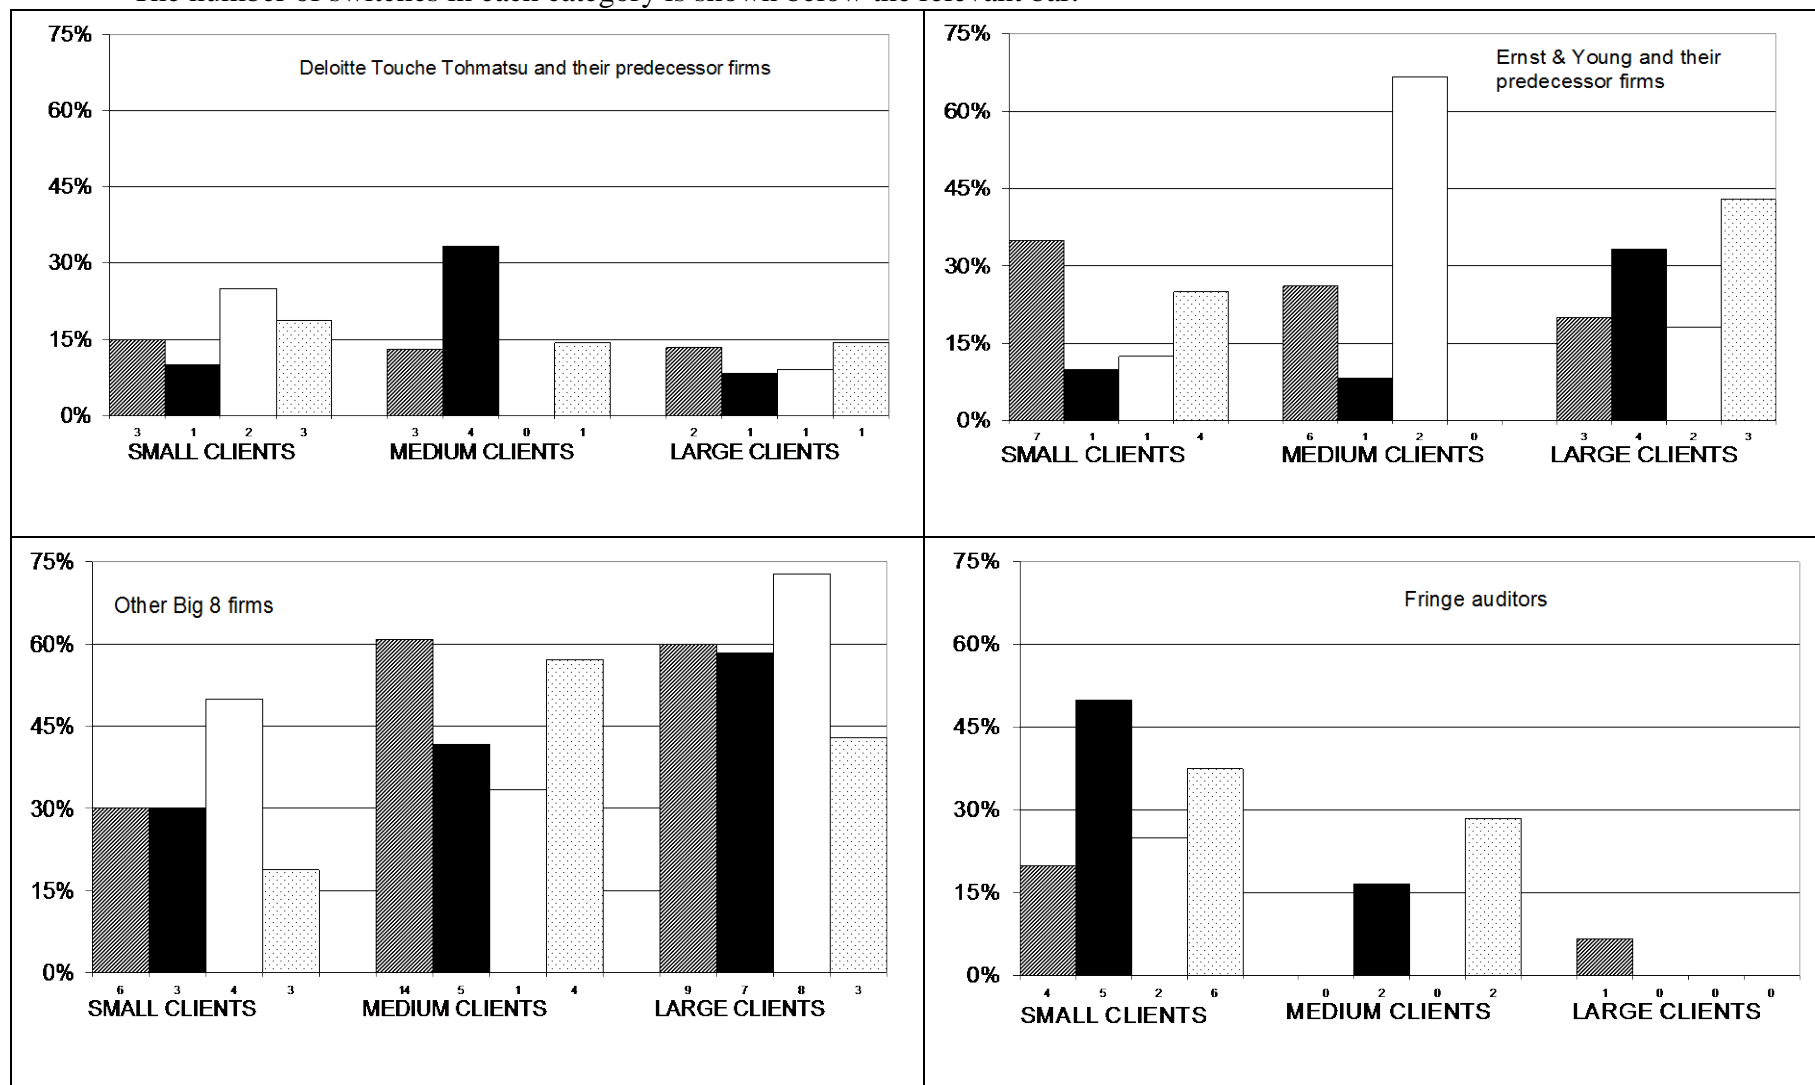 The number of switches in each category is shown below the relevant bar.
75%
Deloitte Touche Tohmatsu and their predecessor firms
60%
45%
30%
15%
0%
3 1 2 3 3 4 0 1 2 1 1 1
SMALL CLIENTS MEDIUM CLIENTS LARGE CLIENTS
75%
Ernst & Young and their
predecessor firms
60%
45%
30%
15%
0%
7 1 1 4 6 1 2 0 3 4 2 3
SMALL CLIENTS MEDIUM CLIENTS LARGE CLIENTS
75%
Other Big 8 firms
60%
45%
30%
15%
0%
6 3 4 3 14 5 1 4 9 7 8 3
SMALL CLIENTS MEDIUM CLIENTS LARGE CLIENTS
75%
Fringe auditors
60%
45%
30%
15%
0%
4 5 2 6 0 2 0 2 1 0 0 0
SMALL CLIENTS MEDIUM CLIENTS LARGE CLIENTS